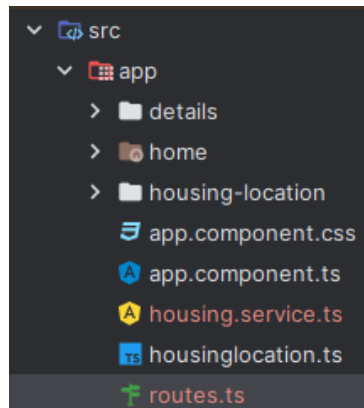 src
app
details
home
housing-location
app.component.css
app.component.ts
housing.service.ts
housinglocation.ts
routes.ts